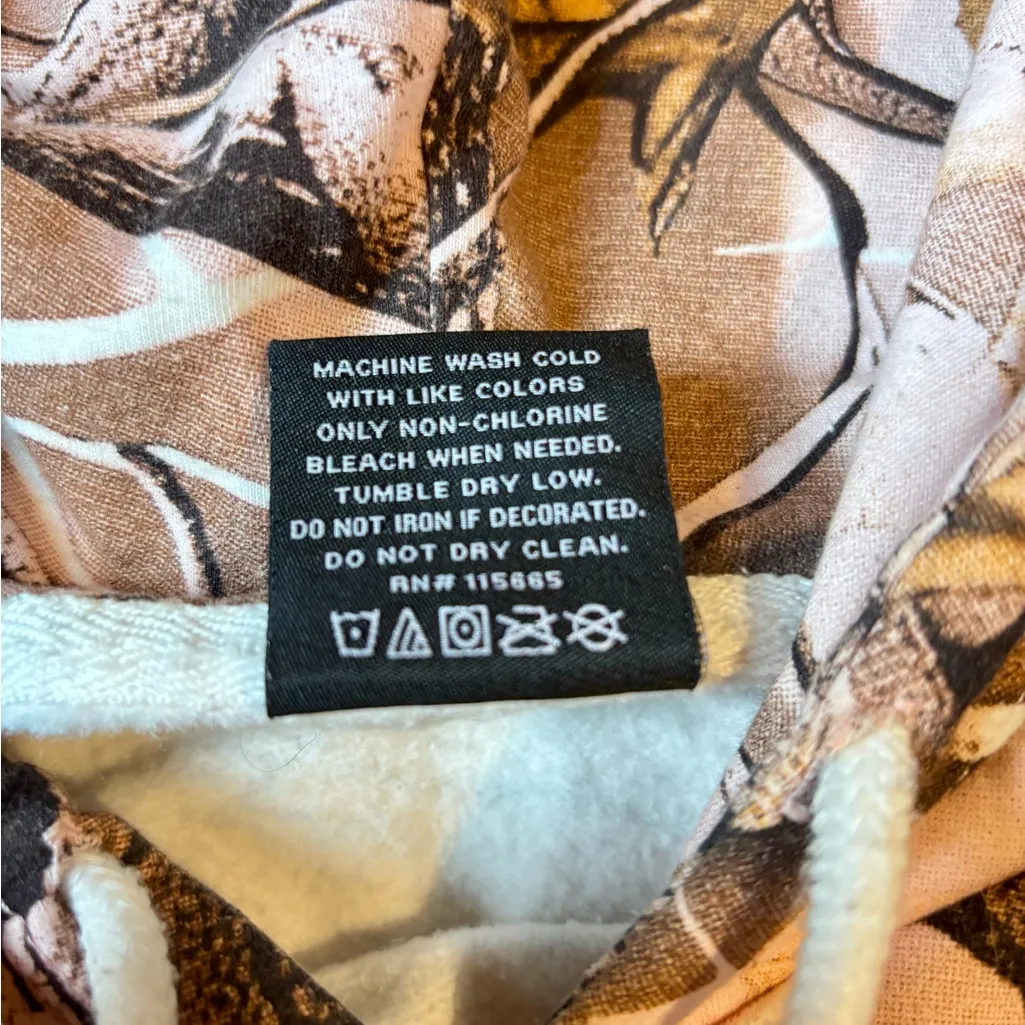 MACHINE WASH COLD
WITH LIKE COLORS
ONLY NON-CHLORINE
BLEACH WHEN NEEDED.
TUMBLE DRY LOW.
DO NOT IRON IF DECORATED.
DO NOT DRY CLEAN.
RN# 115665